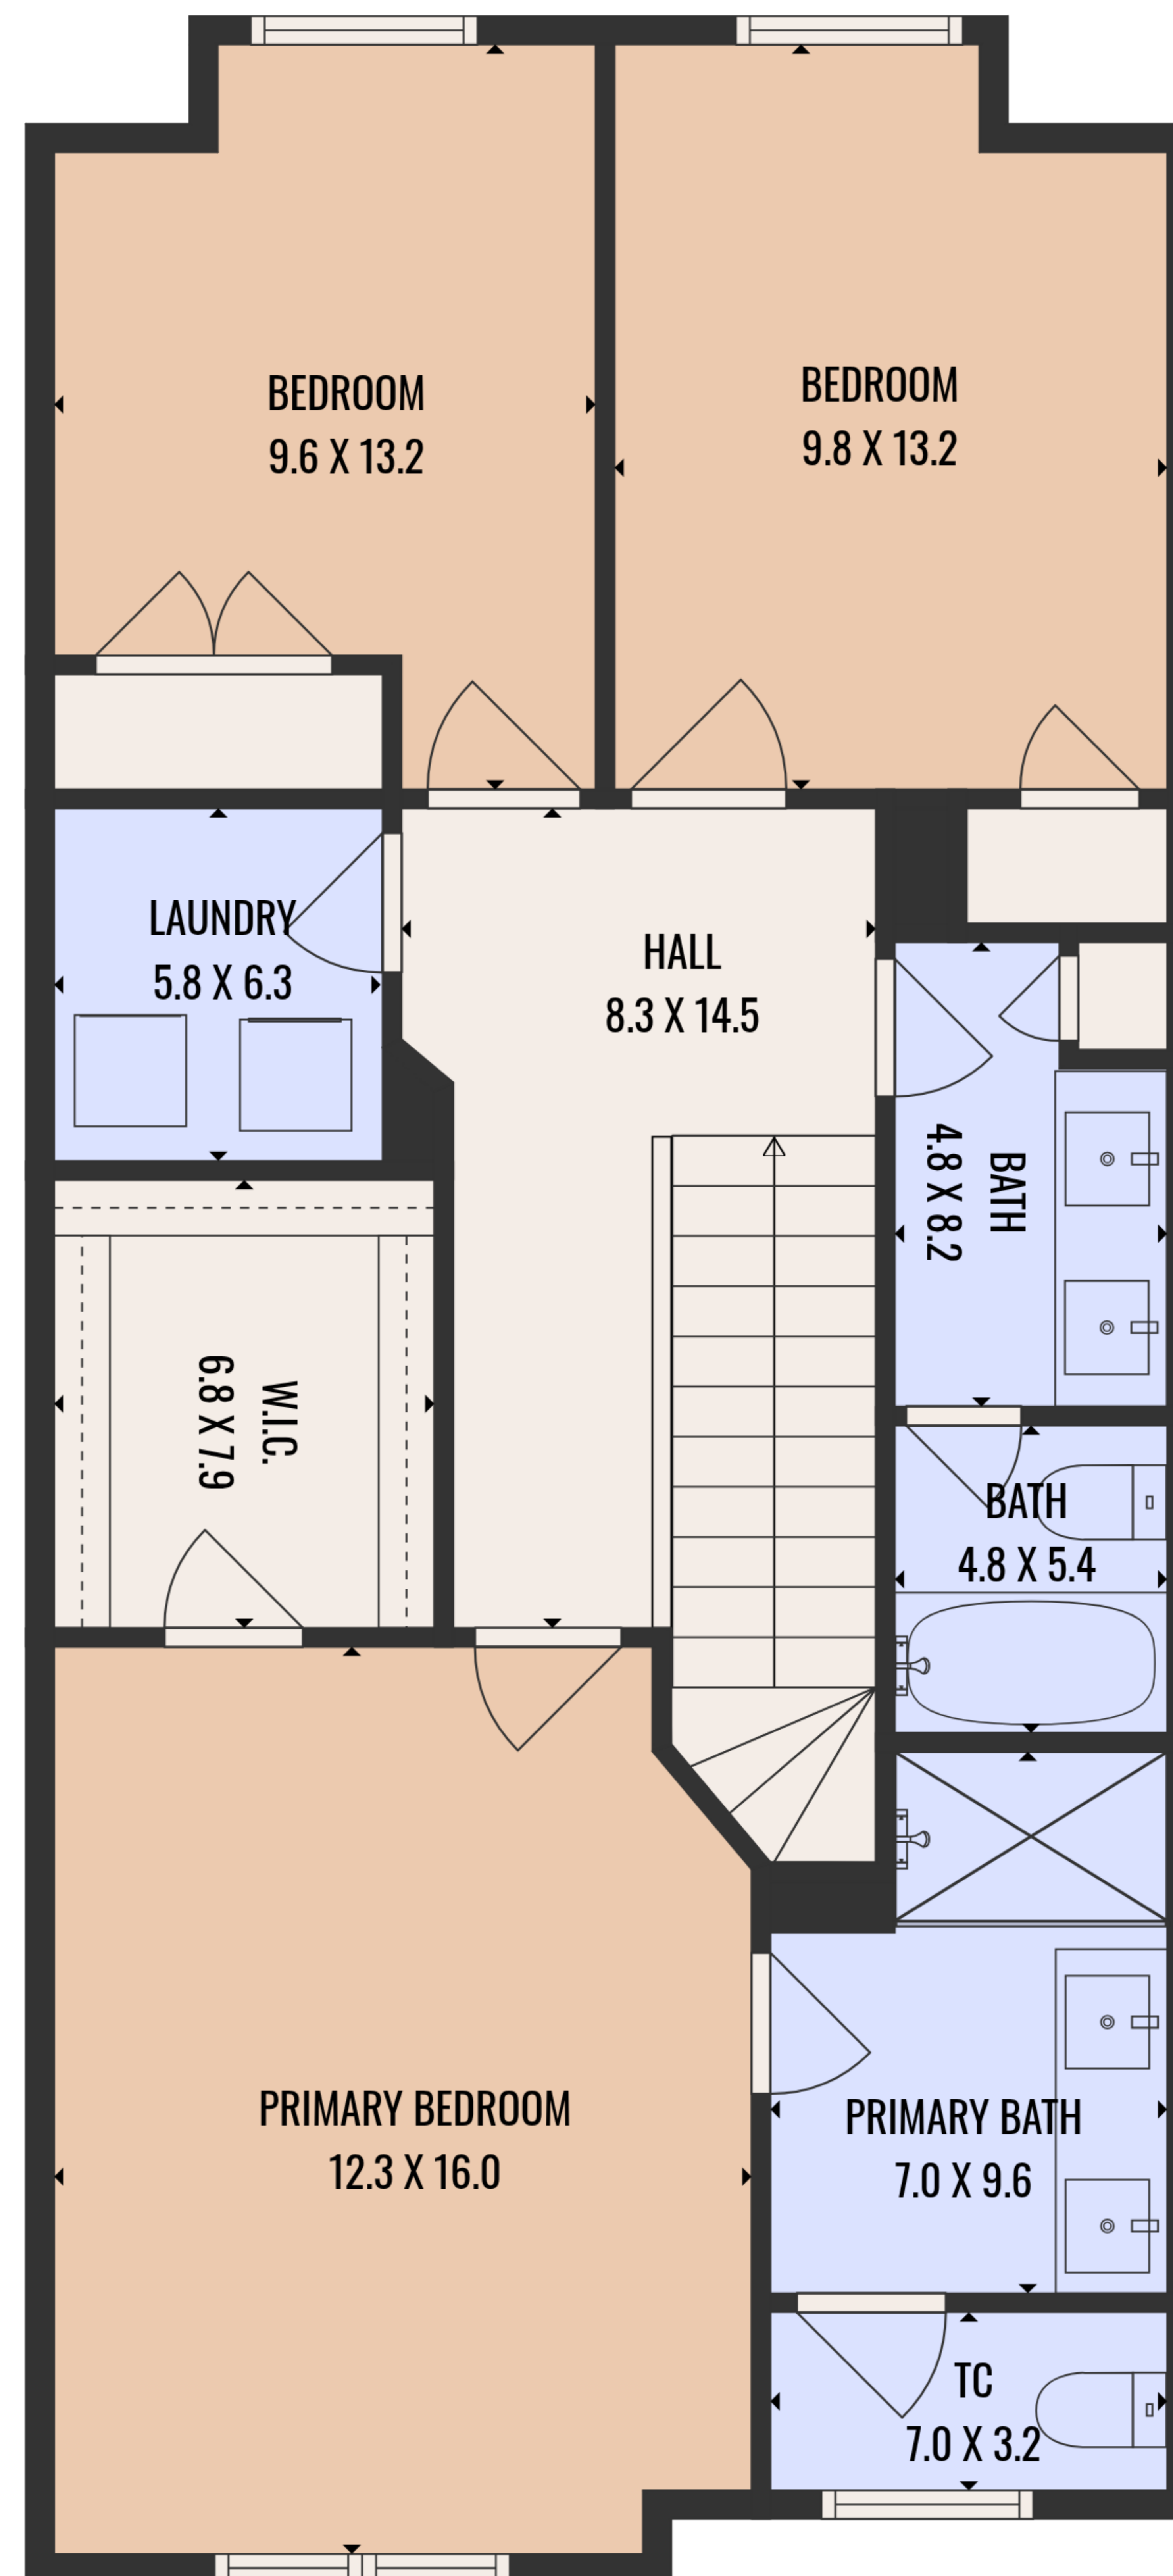 BEDROOM
9.6 X 13.2
BEDROOM
9.8 X 13.2
LAUNDRY
5.8 X 6.3
HALL
8.3 X 14.5
BATH
4.8 X 8.2
W.I.C.
6.8 X 7.9
BATH
4.8 X 5.4
PRIMARY BEDROOM
12.3 X 16.0
PRIMARY BATH
7.0 X 9.6
TC
7.0 X 3.2